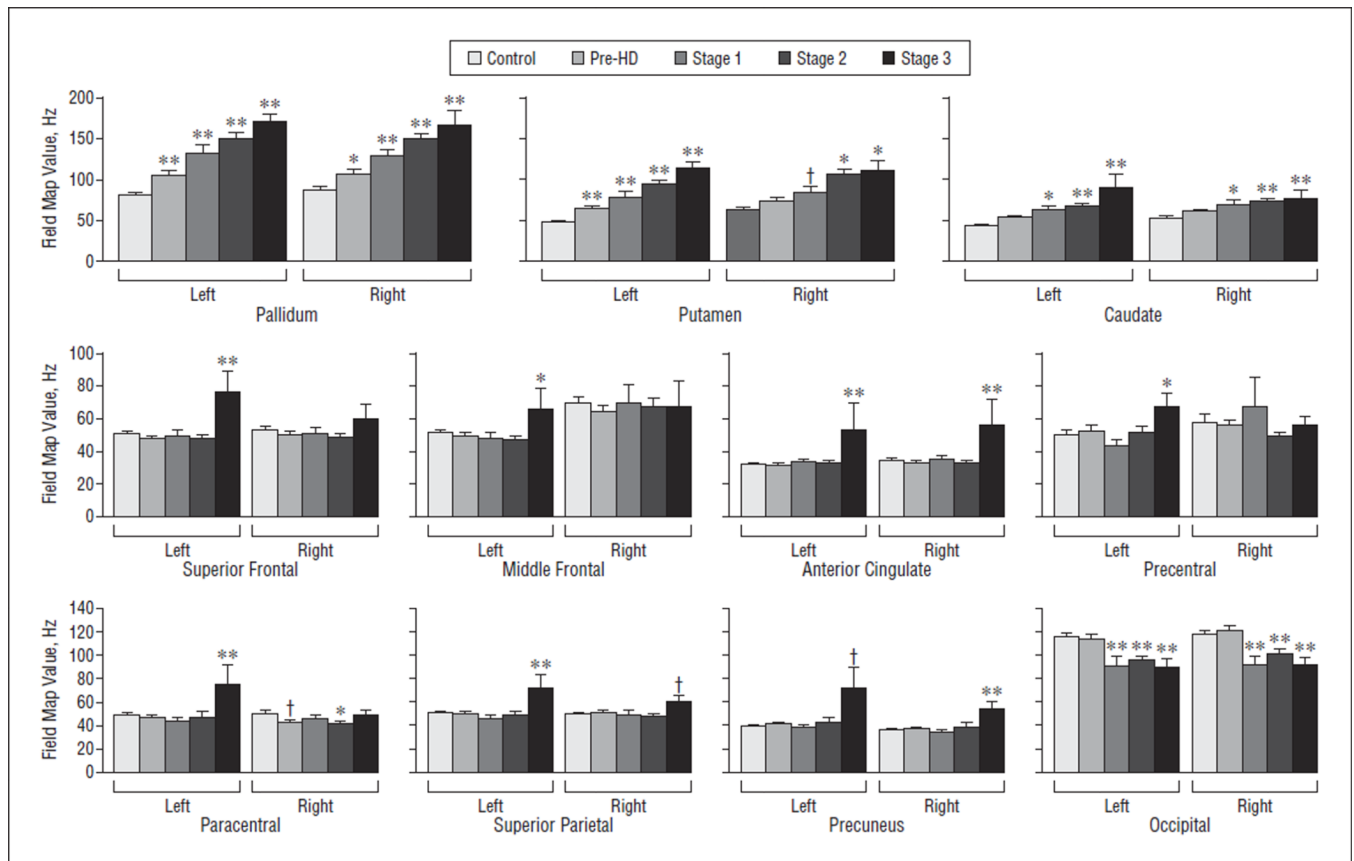 Control Pre-HD Stage 1 Stage 2 Stage 3
Field Map Value, Hz
200
150
100
50
0
** ** ** **
* ** ** **
Left Right
Pallidum
** ** ** **
† * *
Left Right
Putamen
* ** **
* ** **
Left Right
Caudate
Field Map Value, Hz
100
80
60
40
20
0
**
Left Right
Superior Frontal
*
Left Right
Middle Frontal
** **
Left Right
Anterior Cingulate
*
Left Right
Precentral
Field Map Value, Hz
140
120
100
80
60
40
20
0
** † *
Left Right
Paracentral
** †
Left Right
Superior Parietal
† **
Left Right
Precuneus
** ** ** ** ** **
Left Right
Occipital